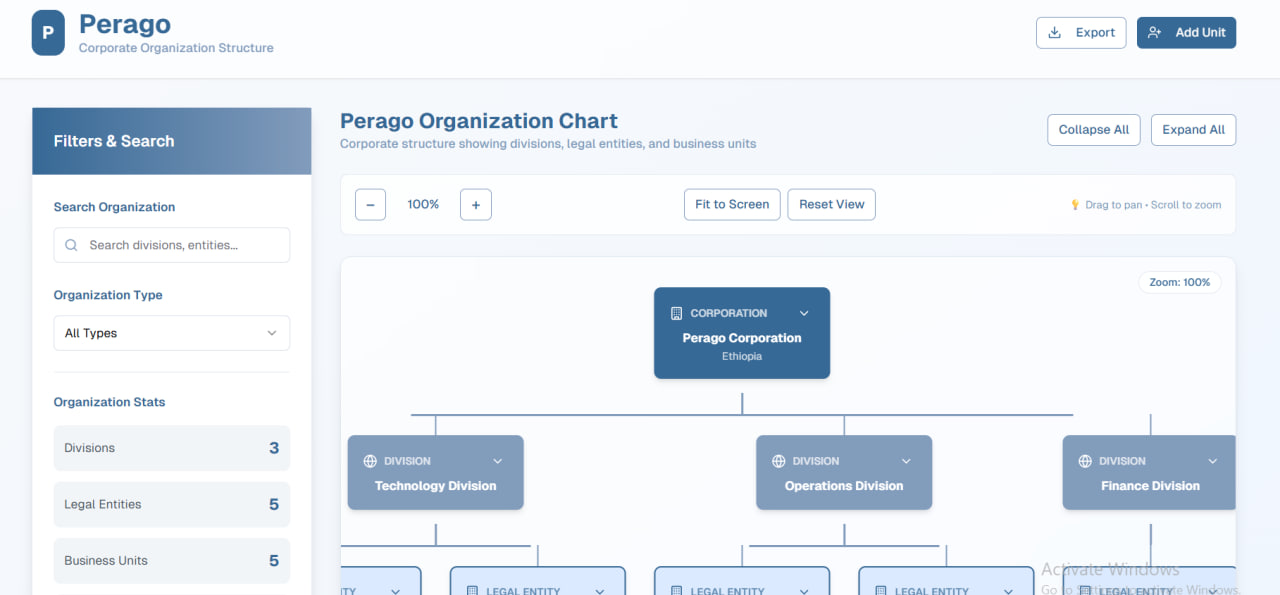 P
Perago
Corporate Organization Structure
Export
Add Unit
Filters & Search
Search Organization
Search divisions, entities...
Organization Type
All Types
Organization Stats
Divisions 3
Legal Entities 5
Business Units 5
Perago Organization Chart
Corporate structure showing divisions, legal entities, and business units
Collapse All
Expand All
− 100% +
Fit to Screen
Reset View
💡 Drag to pan • Scroll to zoom
Zoom: 100%
CORPORATION
Perago Corporation
Ethiopia
DIVISION
Technology Division
DIVISION
Operations Division
DIVISION
Finance Division
LEGAL ENTITY
LEGAL ENTITY
LEGAL ENTITY
LEGAL ENTITY
Activate Windows
Go to Settings to activate Windows.